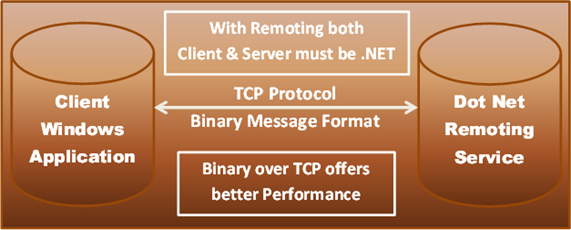 With Remoting both
Client & Server must be .NET
Client
Windows
Application
TCP Protocol
Binary Message Format
Dot Net
Remoting
Service
Binary over TCP offers
better Performance